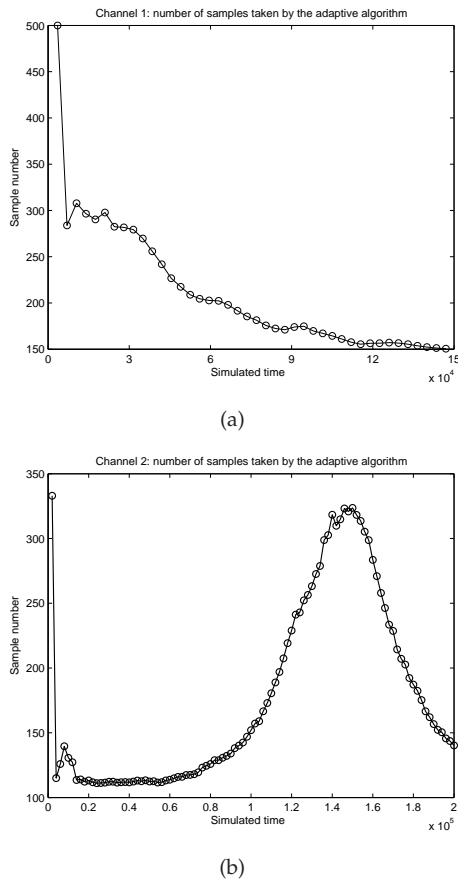 Channel 1: number of samples taken by the adaptive algorithm
500
450
400
350
300
250
200
150
Sample number
0 3 6 9 12 15
Simulated time
x 10^4
(a)
Channel 2: number of samples taken by the adaptive algorithm
350
300
250
200
150
100
Sample number
0 0.2 0.4 0.6 0.8 1.0 1.2 1.4 1.6 1.8 2
Simulated time
x 10^5
(b)